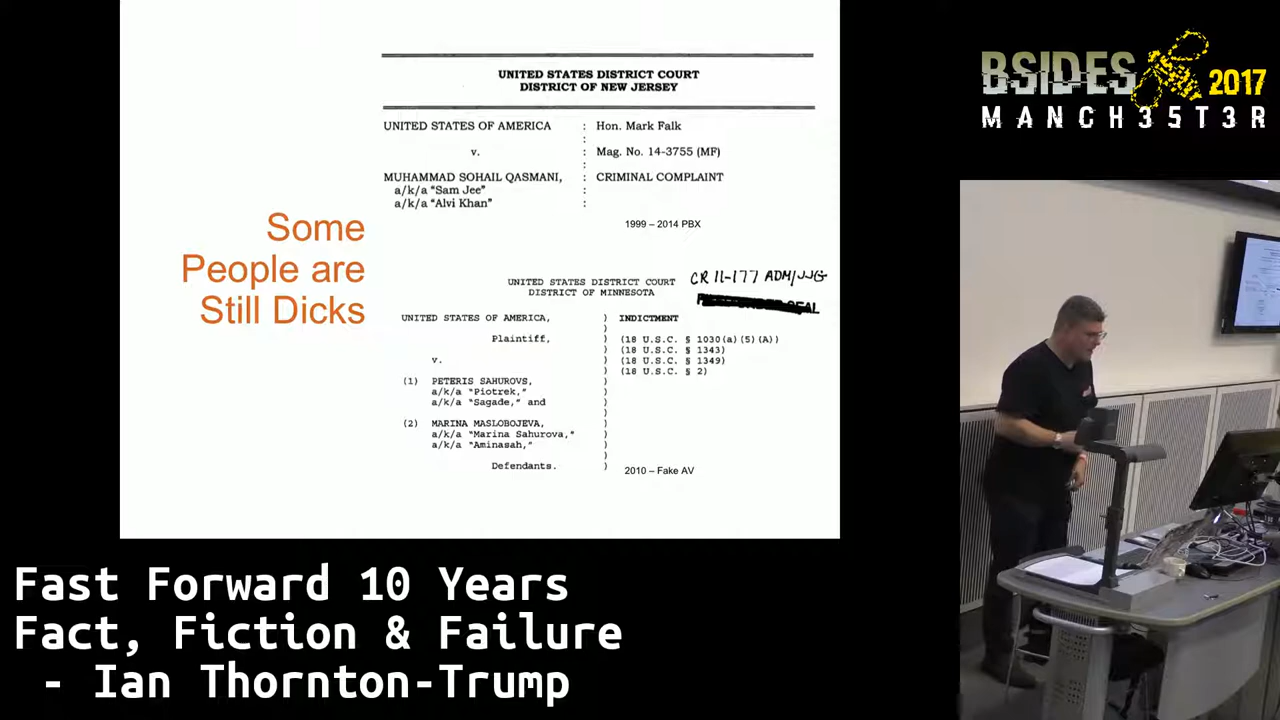 BSIDES 2017
MANCH35T3R
Some
People are
Still Dicks
UNITED STATES DISTRICT COURT
DISTRICT OF NEW JERSEY
UNITED STATES OF AMERICA : Hon. Mark Falk
:
v. : Mag. No. 14-3755 (MF)
:
MUHAMMAD SOHAIL QASMANI, : CRIMINAL COMPLAINT
a/k/a "Sam Jee" :
a/k/a "Alvi Khan" :
1999 – 2014 PBX
UNITED STATES DISTRICT COURT
DISTRICT OF MINNESOTA
CR 11-177 ADM/JJG
UNITED STATES OF AMERICA, ) INDICTMENT
)
Plaintiff, ) (18 U.S.C. § 1030(a)(5)(A))
) (18 U.S.C. § 1343)
v. ) (18 U.S.C. § 1349)
) (18 U.S.C. § 2)
(1) PETERIS SAHUROVS, )
a/k/a "Piotrek," )
a/k/a "Sagade," and )
)
(2) MARINA MASLOBOJEVA, )
a/k/a "Marina Sahurova," )
a/k/a "Aminasah," )
)
Defendants. )
2010 – Fake AV
Fast Forward 10 Years
Fact, Fiction & Failure
- Ian Thornton-Trump